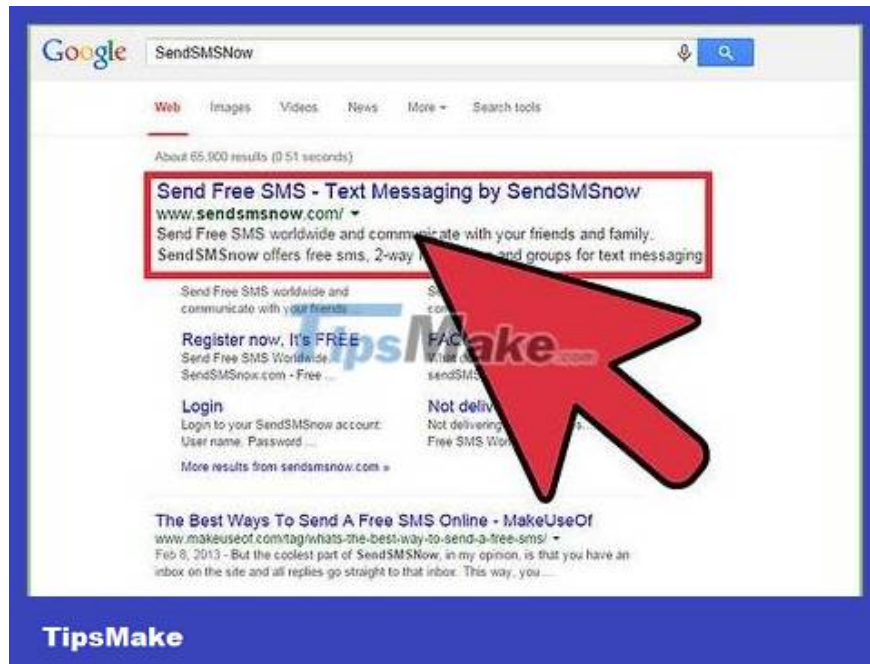 Google
SendSMSNow
Web Images Videos News More Search tools
About 65,900 results (0.51 seconds)
Send Free SMS - Text Messaging by SendSMSnow
www.sendsmsnow.com/
Send Free SMS worldwide and communicate with your friends and family.
SendSMSnow offers free sms, 2-way and groups for text messaging
Send Free SMS worldwide and
communicate with your friends
Register now, It's FREE
Send Free SMS Worldwide
SendSMSnow.com - Free ...
Login
Login to your SendSMSnow account:
User name. Password ...
FAQ
What
sendSMS
Not
Not delivering
Free SMS
More results from sendsmsnow.com »
TipsMake.com
The Best Ways To Send A Free SMS Online - MakeUseOf
www.makeuseof.com/tag/whats-the-best-way-to-send-a-free-sms/
Feb 8, 2013 - But the coolest part of SendSMSNow, in my opinion, is that you have an
inbox on the site and all replies go straight to that inbox. This way, you ...
TipsMake